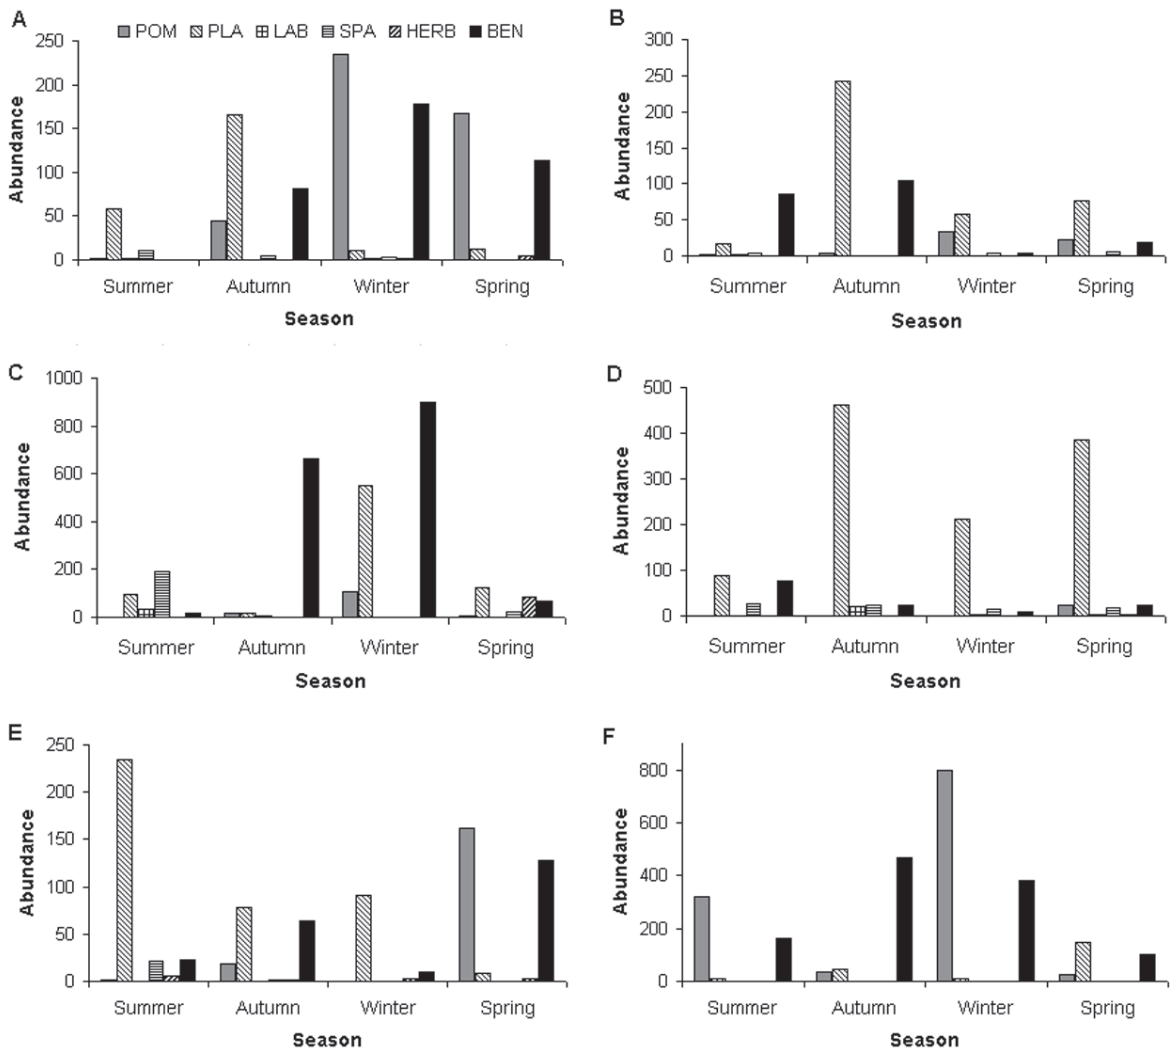 A
POM PLA LAB SPA HERB BEN
250
200
150
100
50
0
Abundance
Summer Autumn Winter Spring
Season
B
300
250
200
150
100
50
0
Abundance
Summer Autumn Winter Spring
Season
C
1000
800
600
400
200
0
Abundance
Summer Autumn Winter Spring
Season
D
500
400
300
200
100
0
Abundance
Summer Autumn Winter Spring
Season
E
250
200
150
100
50
0
Abundance
Summer Autumn Winter Spring
Season
F
800
600
400
200
0
Abundance
Summer Autumn Winter Spring
Season